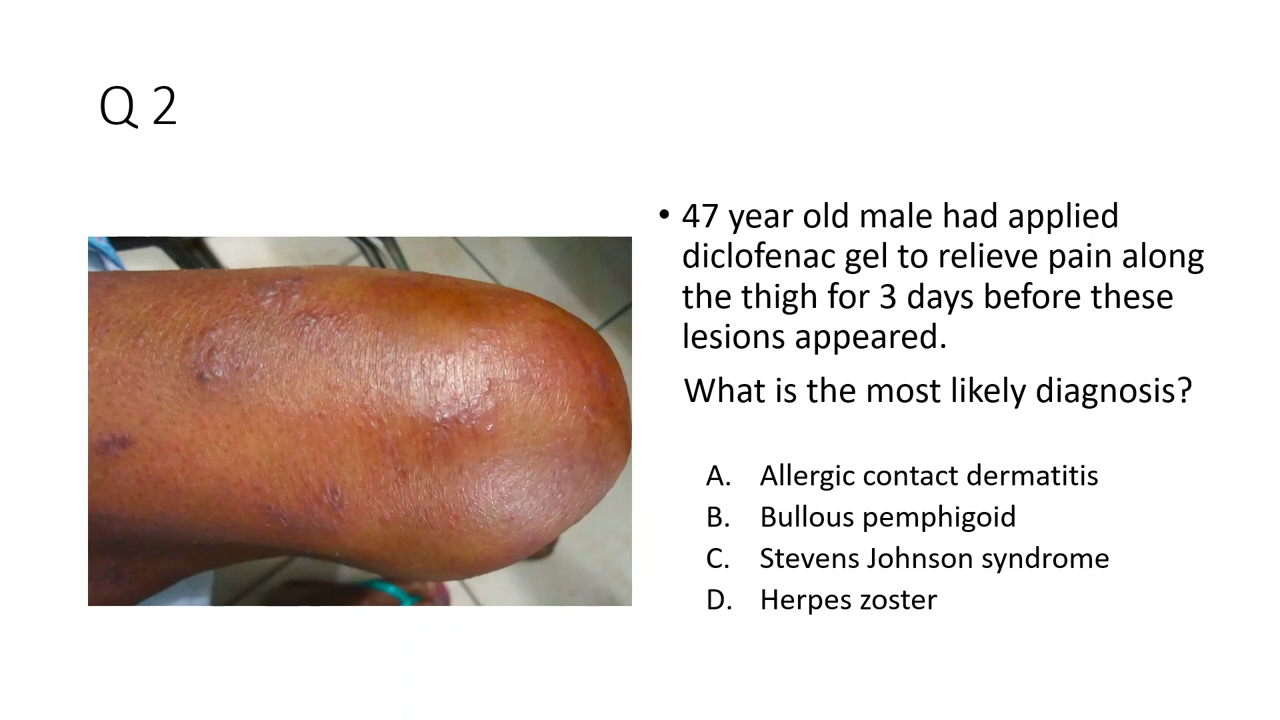 Q 2
• 47 year old male had applied
diclofenac gel to relieve pain along
the thigh for 3 days before these
lesions appeared.
What is the most likely diagnosis?
A. Allergic contact dermatitis
B. Bullous pemphigoid
C. Stevens Johnson syndrome
D. Herpes zoster